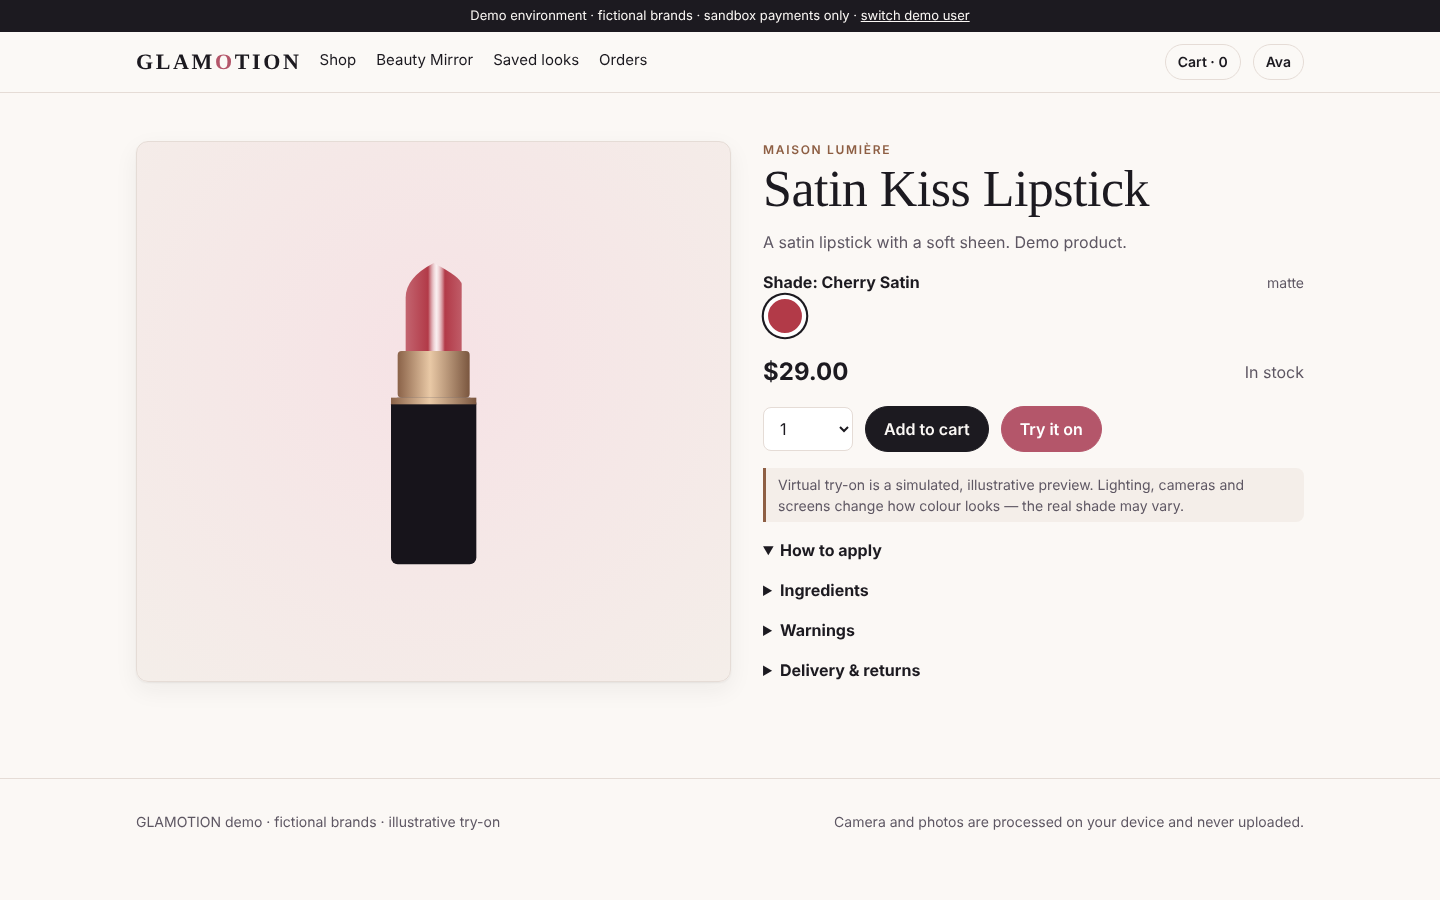 Demo environment · fictional brands · sandbox payments only · switch demo user
GLAMOTION
Shop
Beauty Mirror
Saved looks
Orders
Cart · 0
Ava
MAISON LUMIÈRE
Satin Kiss Lipstick
A satin lipstick with a soft sheen. Demo product.
Shade: Cherry Satin
matte
$29.00
In stock
1
Add to cart
Try it on
Virtual try-on is a simulated, illustrative preview. Lighting, cameras and
screens change how colour looks — the real shade may vary.
How to apply
Ingredients
Warnings
Delivery & returns
GLAMOTION demo · fictional brands · illustrative try-on
Camera and photos are processed on your device and never uploaded.